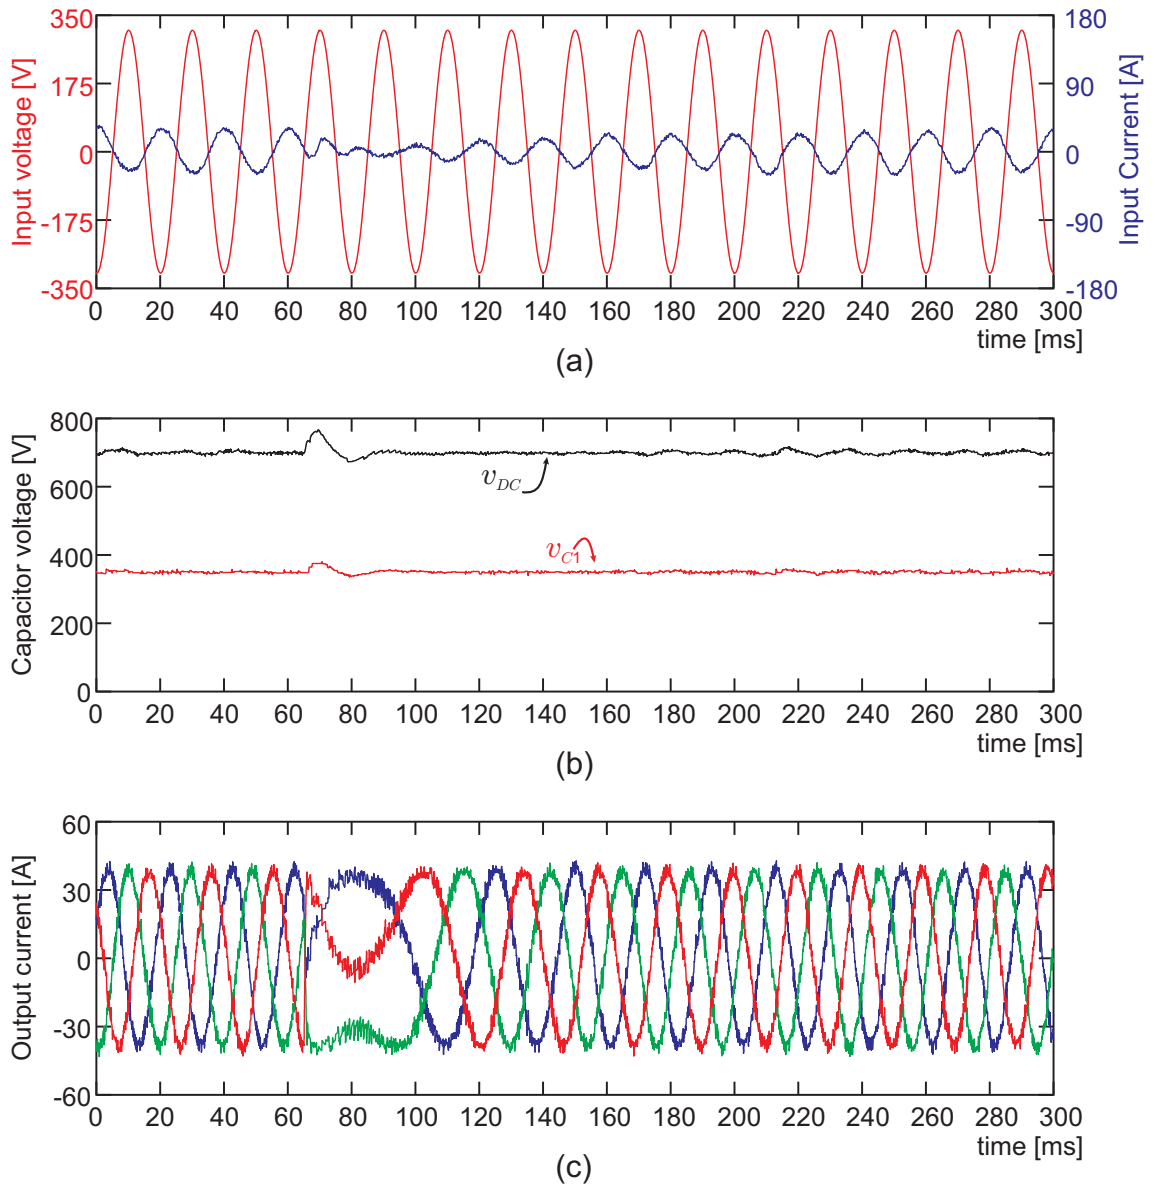 350 180
175 90
0 0
-175 -90
-350 -180
Input voltage [V]
Input Current [A]
0 20 40 60 80 100 120 140 160 180 200 220 240 260 280 300
time [ms]
(a)
800
600
400
200
0
Capacitor voltage [V]
v_DC
v_C1
0 20 40 60 80 100 120 140 160 180 200 220 240 260 280 300
time [ms]
(b)
60
30
0
-30
-60
Output current [A]
0 20 40 60 80 100 120 140 160 180 200 220 240 260 280 300
time [ms]
(c)